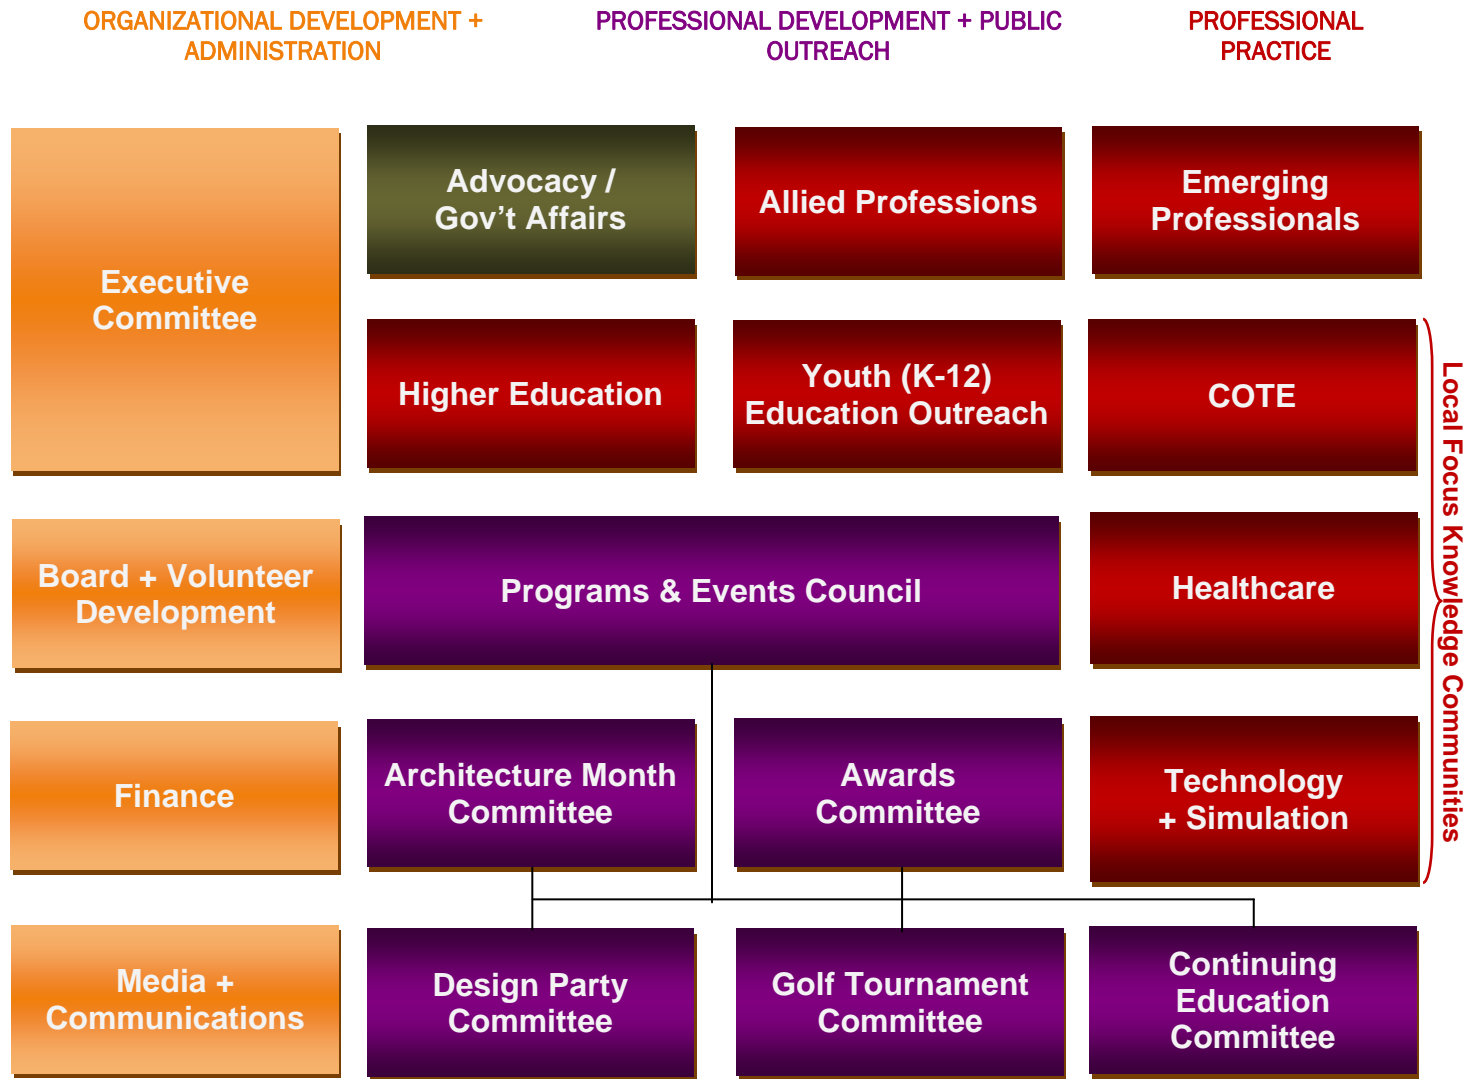 ORGANIZATIONAL DEVELOPMENT +
ADMINISTRATION
PROFESSIONAL DEVELOPMENT + PUBLIC
OUTREACH
PROFESSIONAL
PRACTICE
Executive
Committee
Advocacy /
Gov’t Affairs
Allied Professions
Emerging
Professionals
Higher Education
Youth (K-12)
Education Outreach
COTE
Local Focus Knowledge Communities
Board + Volunteer
Development
Programs & Events Council
Healthcare
Finance
Architecture Month
Committee
Awards
Committee
Technology
+ Simulation
Media +
Communications
Design Party
Committee
Golf Tournament
Committee
Continuing
Education
Committee